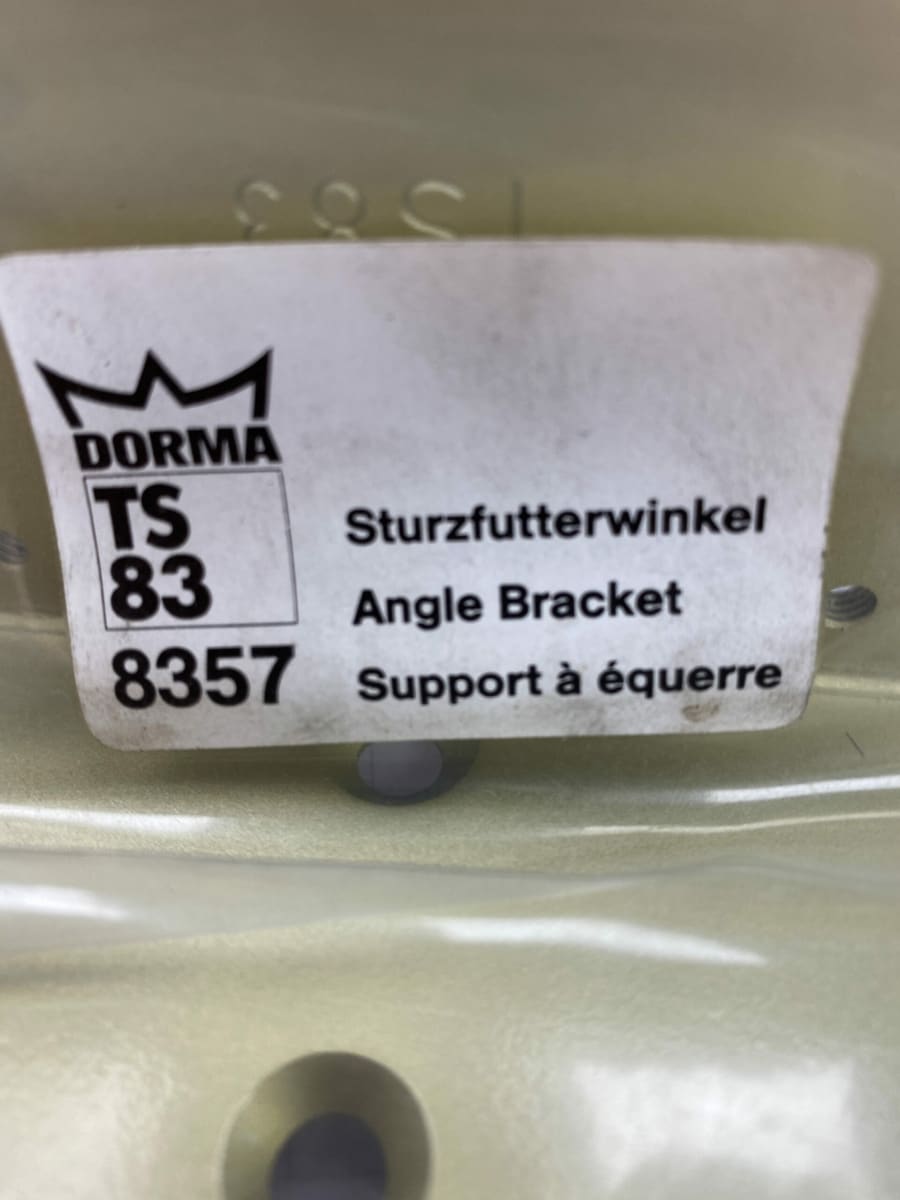 DORMA
TS
83
8357
Sturzfutterwinkel
Angle Bracket
Support à équerre